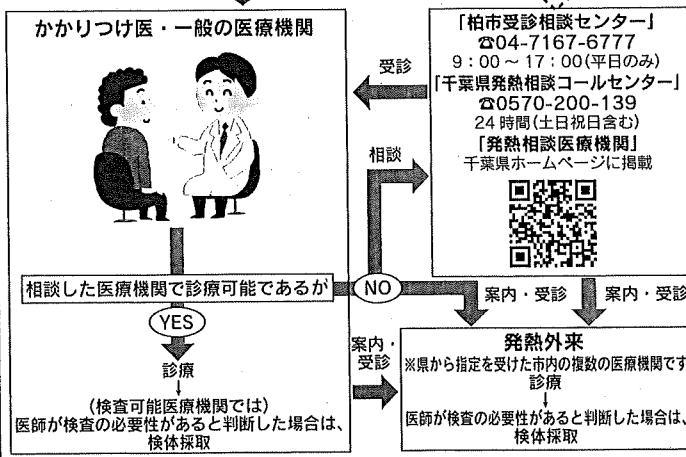 かかりつけ医・一般の医療機関
相談した医療機関で診療可能であるが
YES
診療
(検査可能医療機関では)
医師が検査の必要性があると判断した場合は、
検体採取
受診
相談
NO
案内・
受診
「柏市受診相談センター」
☎04-7167-6777
9：00～17：00(平日のみ)
「千葉県発熱相談コールセンター」
☎0570-200-139
24時間(土日祝日含む)
「発熱相談医療機関」
千葉県ホームページに掲載
案内・受診
案内・受診
発熱外来
※県から指定を受けた市内の複数の医療機関です
診療
医師が検査の必要性があると判断した場合は、
検体採取